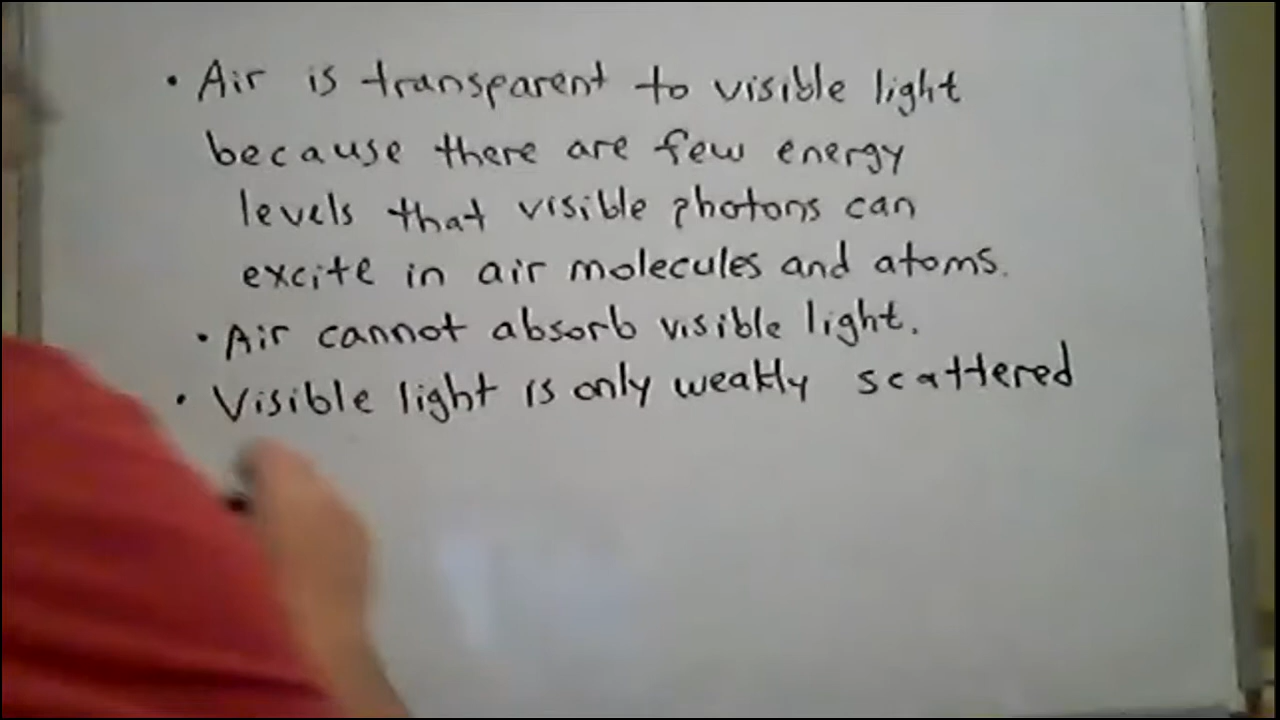 • Air is transparent to visible light
because there are few energy
levels that visible photons can
excite in air molecules and atoms.
• Air cannot absorb visible light.
• Visible light is only weakly scattered